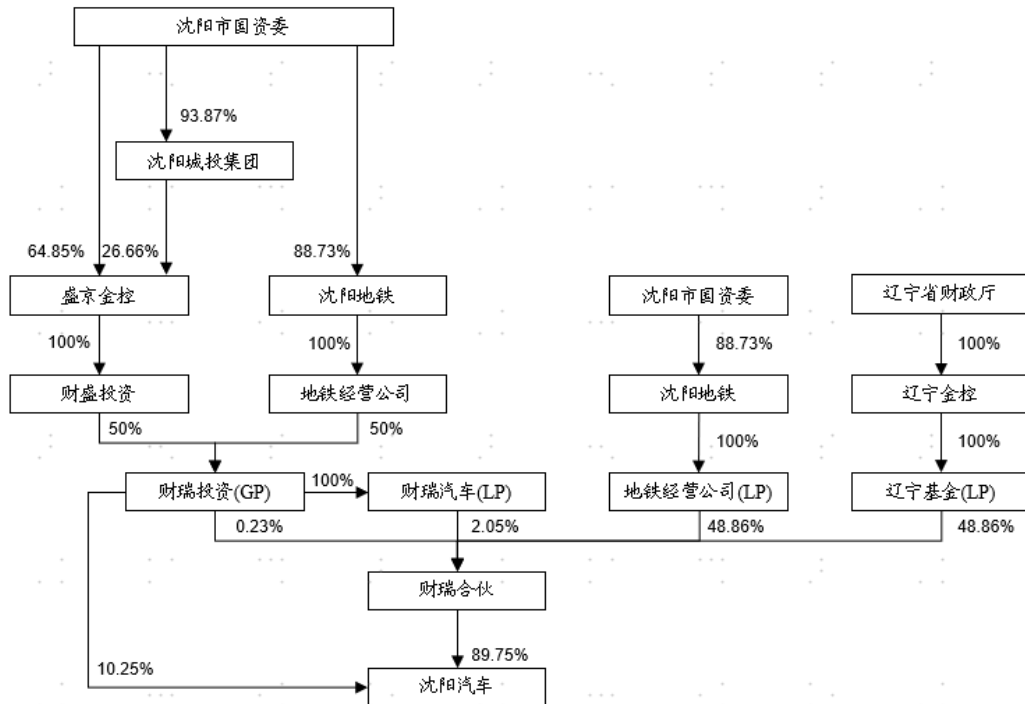 沈阳市国资委
93.87%
沈阳城投集团
64.85%
26.66%
88.73%
盛京金控
沈阳地铁
沈阳市国资委
辽宁省财政厅
100%
100%
88.73%
100%
财盛投资
地铁经营公司
沈阳地铁
辽宁金控
50%
50%
100%
100%
财瑞投资(GP)
100%
财瑞汽车(LP)
地铁经营公司(LP)
辽宁基金(LP)
0.23%
2.05%
48.86%
48.86%
财瑞合伙
10.25%
89.75%
沈阳汽车